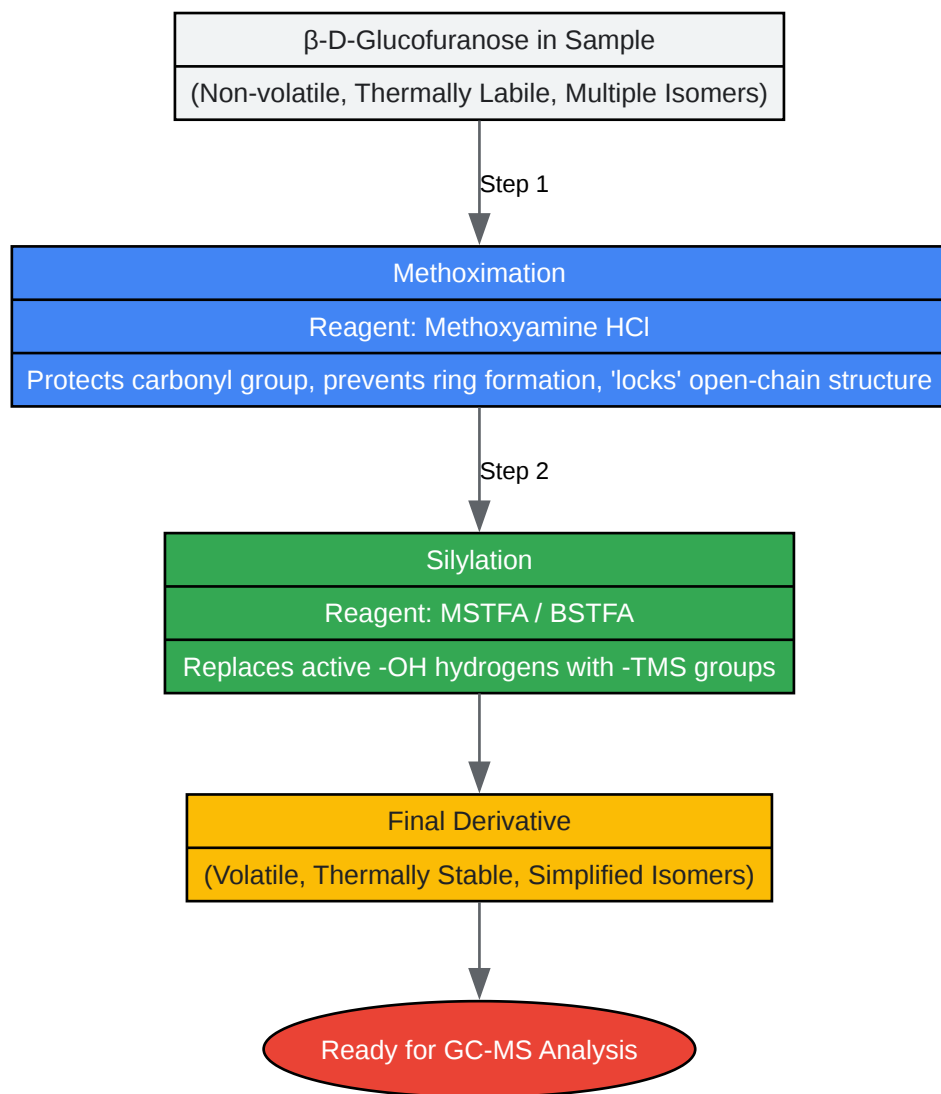 β-D-Glucofuranose in Sample
(Non-volatile, Thermally Labile, Multiple Isomers)
Step 1
Methoximation
Reagent: Methoxyamine HCl
Protects carbonyl group, prevents ring formation, 'locks' open-chain structure
Step 2
Silylation
Reagent: MSTFA / BSTFA
Replaces active -OH hydrogens with -TMS groups
Final Derivative
(Volatile, Thermally Stable, Simplified Isomers)
Ready for GC-MS Analysis